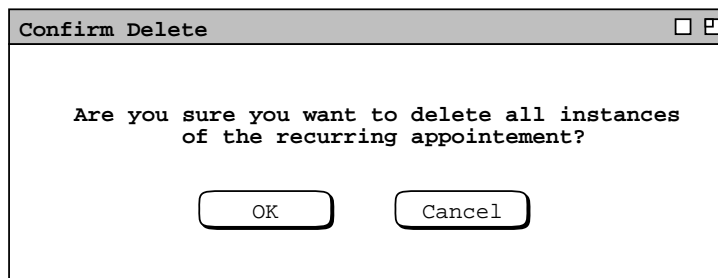 Confirm Delete
Are you sure you want to delete all instances
of the recurring appointement?
OK
Cancel